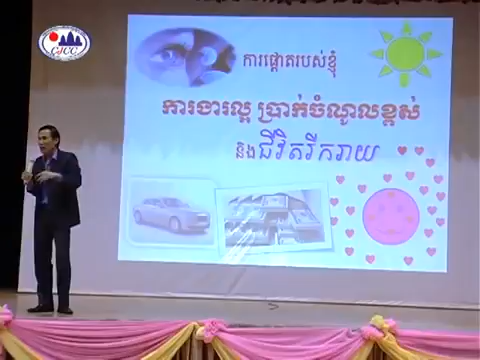 CJCC
ការផ្តោតរបស់ខ្ញុំ
ការងារល្អ ប្រាក់ចំណូលខ្ពស់
និងជីវិតរីករាយ